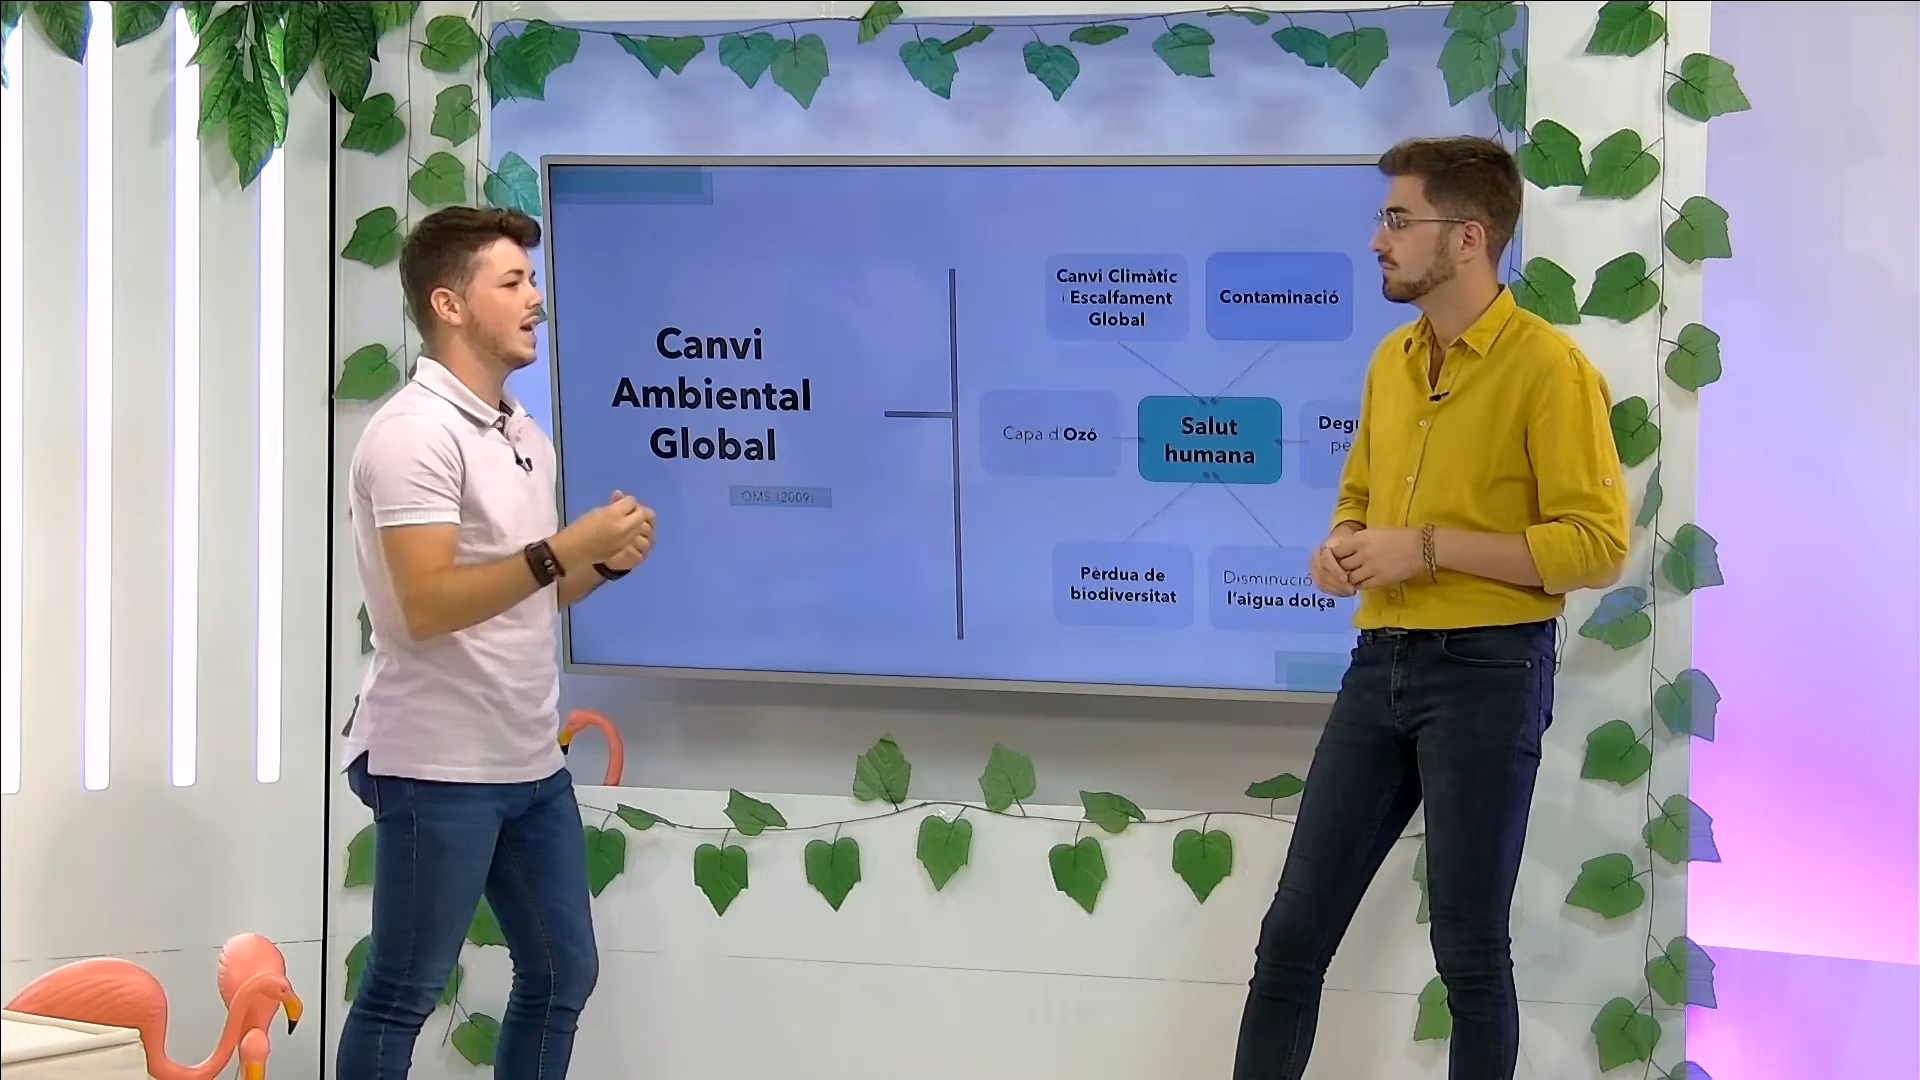 Canvi
Ambiental
Global
OMS (2009)
Canvi Climàtic
i Escalfament
Global
Contaminació
Capa d'Ozó
Salut
humana
Pèrdua de
biodiversitat
Disminució
l'aigua dolça